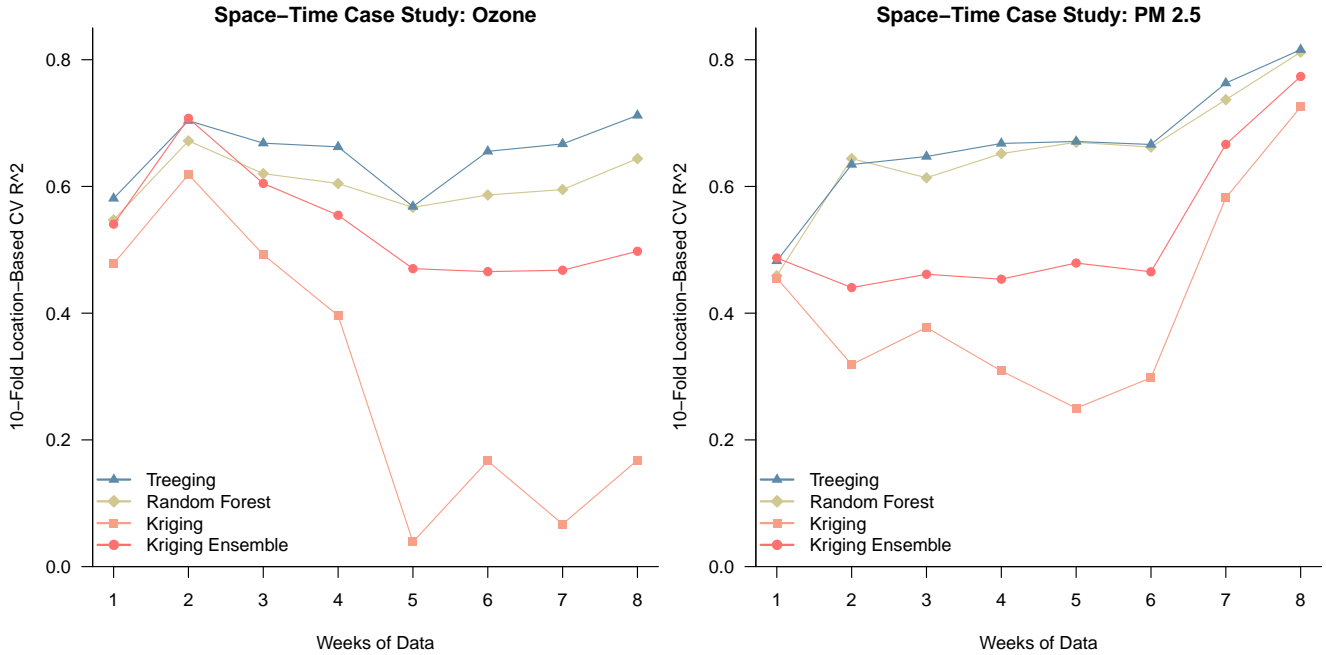 Space−Time Case Study: Ozone
10−Fold Location−Based CV R^2
0.8
0.6
0.4
0.2
0.0
Treeging
Random Forest
Kriging
Kriging Ensemble
1 2 3 4 5 6 7 8
Weeks of Data
Space−Time Case Study: PM 2.5
10−Fold Location−Based CV R^2
0.8
0.6
0.4
0.2
0.0
Treeging
Random Forest
Kriging
Kriging Ensemble
1 2 3 4 5 6 7 8
Weeks of Data